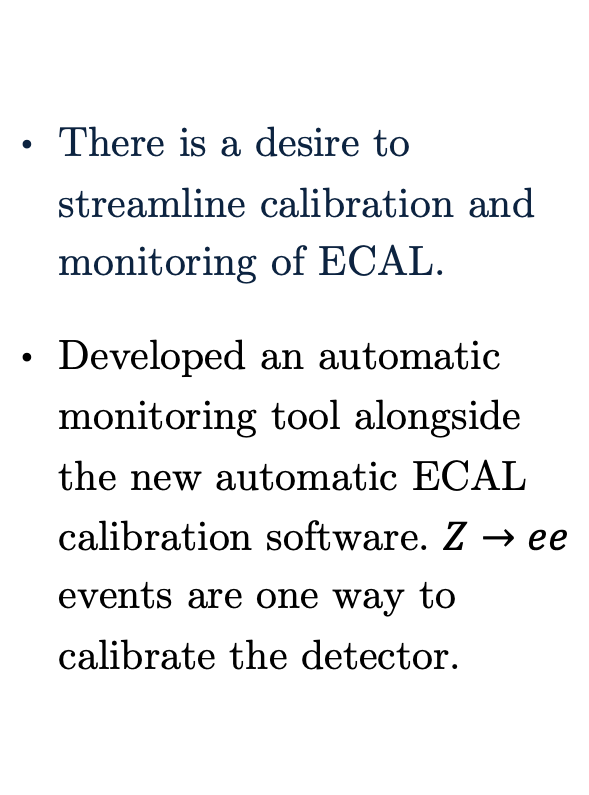 • There is a desire to
streamline calibration and
monitoring of ECAL.
• Developed an automatic
monitoring tool alongside
the new automatic ECAL
calibration software. Z → ee
events are one way to
calibrate the detector.